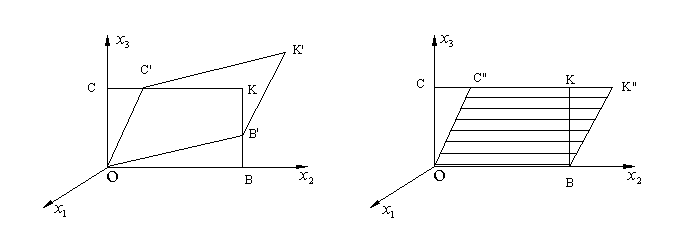 x₃
K'
C'
C
K
B'
O
B
x₂
x₁
x₃
C
C"
K
K"
O
B
x₂
x₁